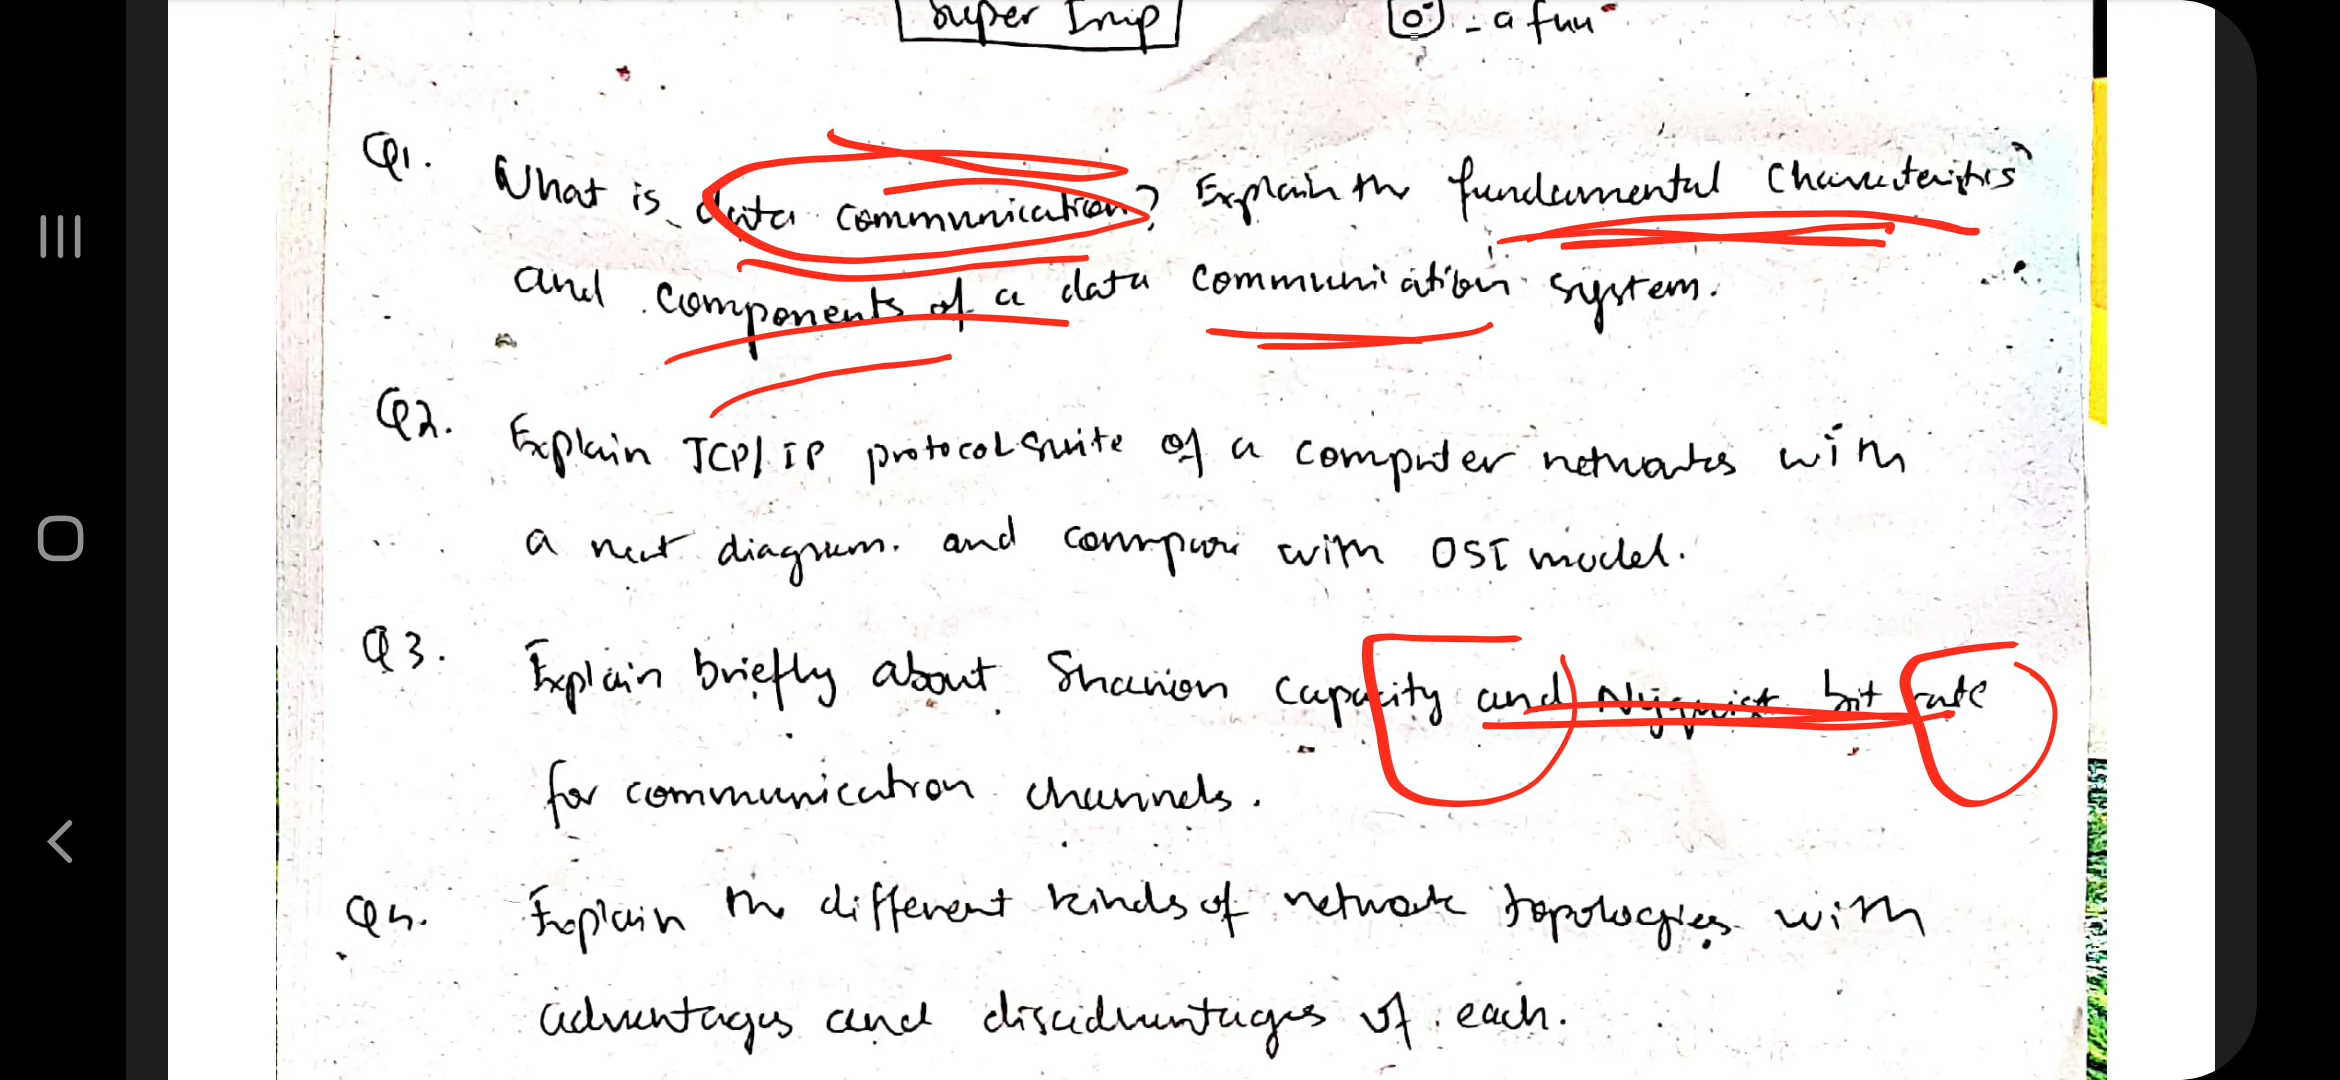 Super Imp
- a few
Q1. What is data communication? Explain the fundamental characteristics
and components of a data communication system.
Q2. Explain TCP/IP protocol suite of a computer networks with
a neat diagram. and compare with OSI model.
Q3. Explain briefly about Shannon capacity and Nyquist bit rate
for communication channels.
Q4. Explain the different kinds of network topologies with
advantages and disadvantages of each.